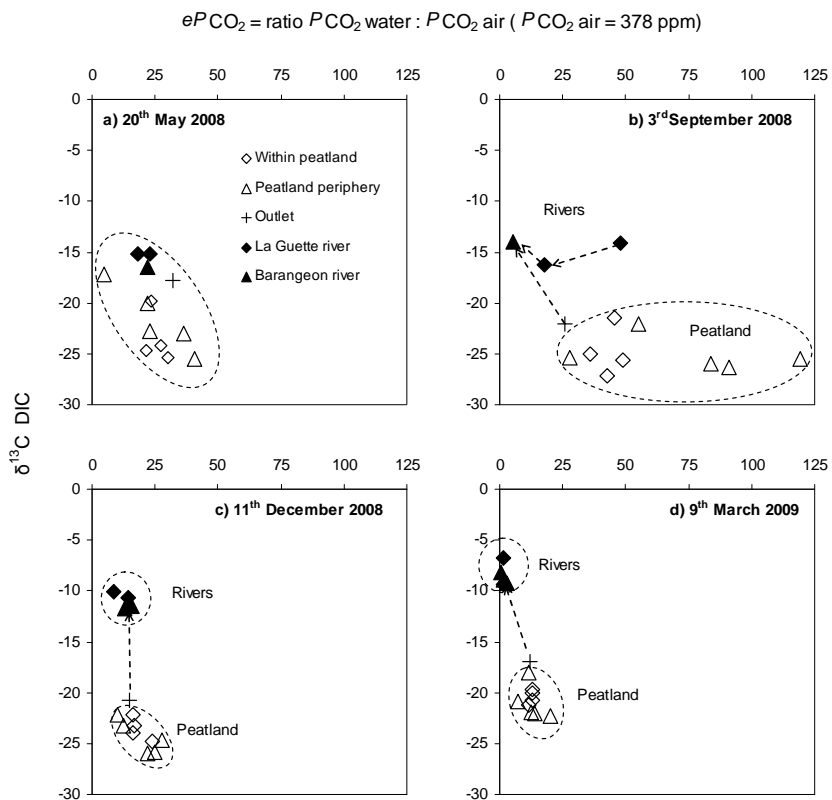 ePCO₂ = ratio PCO₂ water : PCO₂ air ( PCO₂ air = 378 ppm)
0 25 50 75 100 125
0 25 50 75 100 125
δ¹³C DIC
0
-5
-10
-15
-20
-25
-30
a) 20ᵗʰ May 2008
Within peatland
Peatland periphery
Outlet
La Guette river
Barangeon river
0
-5
-10
-15
-20
-25
-30
b) 3ʳᵈSeptember 2008
Rivers
Peatland
0 25 50 75 100 125
0 25 50 75 100 125
0
-5
-10
-15
-20
-25
-30
c) 11ᵗʰ December 2008
Rivers
Peatland
0
-5
-10
-15
-20
-25
-30
d) 9ᵗʰ March 2009
Rivers
Peatland